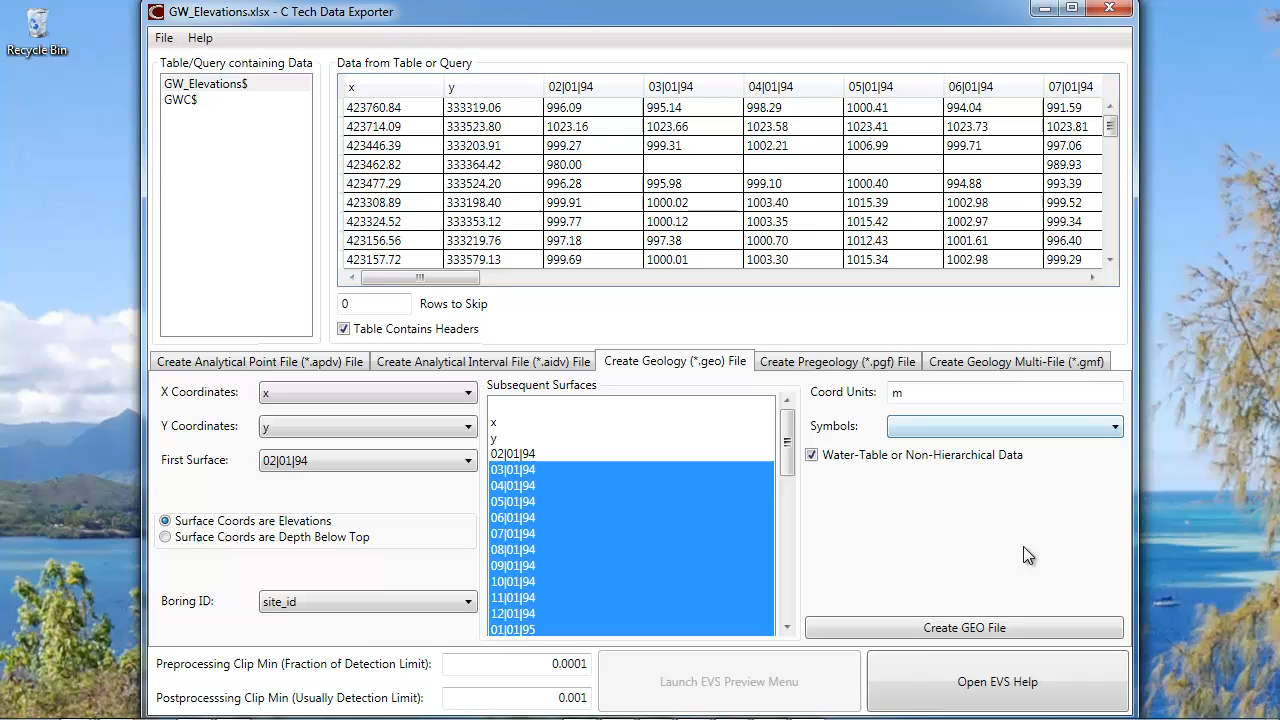 Recycle Bin
GW_Elevations.xlsx - C Tech Data Exporter
File Help
Table/Query containing Data
GW_Elevations$
GWC$
Data from Table or Query
x y 02|01|94 03|01|94 04|01|94 05|01|94 06|01|94 07|01|94
423760.84 333319.06 996.09 995.14 998.29 1000.41 994.04 991.59
423714.09 333523.80 1023.16 1023.66 1023.58 1023.41 1023.73 1023.81
423446.39 333203.91 999.27 999.31 1002.21 1006.99 999.71 997.06
423462.82 333364.42 980.00 989.93
423477.29 333524.20 996.28 995.98 999.10 1000.40 994.88 993.39
423308.89 333198.40 999.91 1000.02 1003.40 1015.39 1002.98 999.52
423324.52 333353.12 999.77 1000.12 1003.35 1015.42 1002.97 999.34
423156.56 333219.76 997.18 997.38 1000.70 1012.43 1001.61 996.40
423157.72 333579.13 999.69 1000.01 1003.30 1015.34 1002.98 999.29
0 Rows to Skip
Table Contains Headers
Create Analytical Point File (*.apdv) File Create Analytical Interval File (*.aidv) File Create Geology (*.geo) File Create Pregeology (*.pgf) File Create Geology Multi-File (*.gmf)
X Coordinates: x
Y Coordinates: y
First Surface: 02|01|94
Surface Coords are Elevations
Surface Coords are Depth Below Top
Boring ID: site_id
Subsequent Surfaces
x
y
02|01|94
03|01|94
04|01|94
05|01|94
06|01|94
07|01|94
08|01|94
09|01|94
10|01|94
11|01|94
12|01|94
01|01|95
Coord Units: m
Symbols:
Water-Table or Non-Hierarchical Data
Create GEO File
Preprocessing Clip Min (Fraction of Detection Limit): 0.0001
Postprocesssing Clip Min (Usually Detection Limit): 0.001
Launch EVS Preview Menu
Open EVS Help